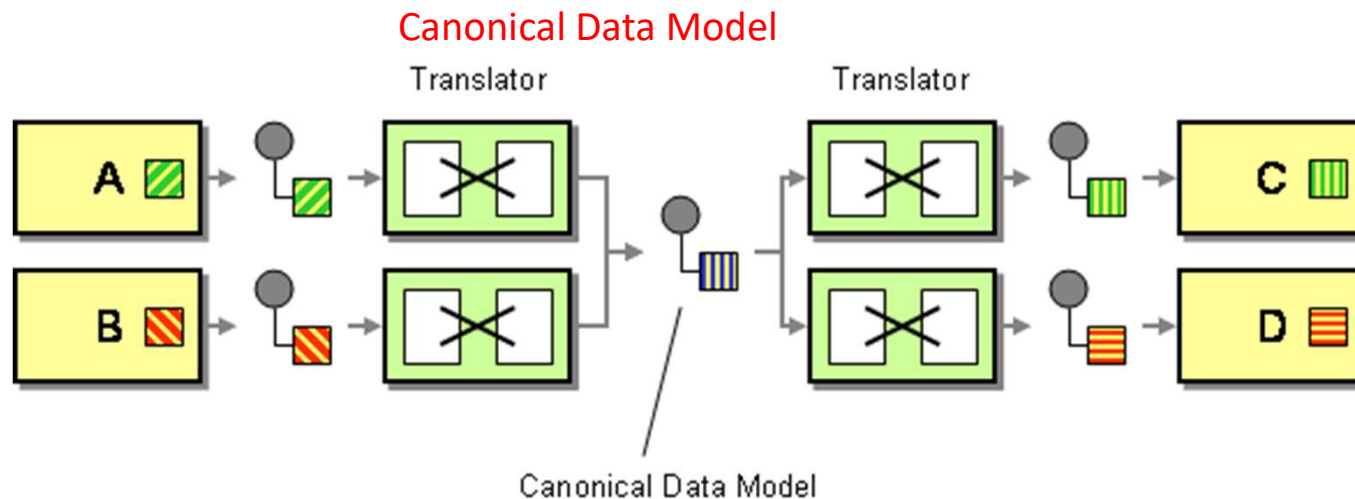 Canonical Data Model
Translator Translator
A C
B D
Canonical Data Model